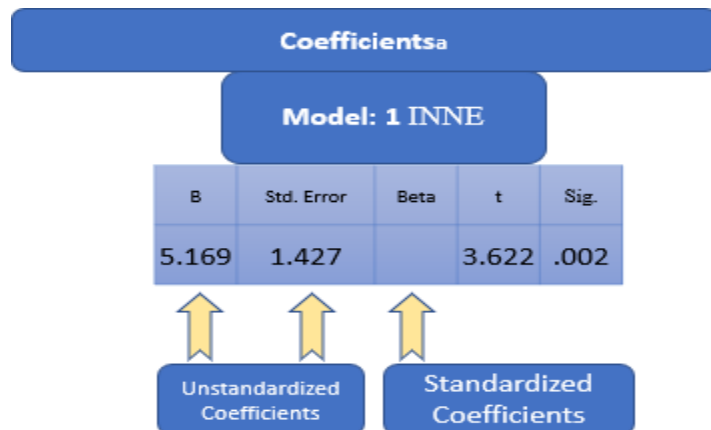 Coefficientsa
Model: 1 INNE
B Std. Error Beta t Sig.
5.169 1.427 3.622 .002
Unstandardized
Coefficients
Standardized
Coefficients